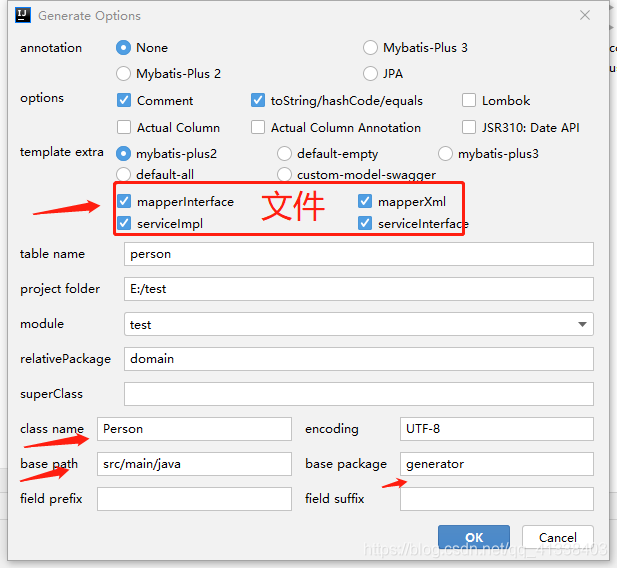 Generate Options
annotation None Mybatis-Plus 3
Mybatis-Plus 2 JPA
options Comment toString/hashCode/equals Lombok
Actual Column Actual Column Annotation JSR310: Date API
template extra mybatis-plus2 default-empty mybatis-plus3
default-all custom-model-swagger
mapperInterface 文件 mapperXml
serviceImpl serviceInterface
table name person
project folder E:/test
module test
relativePackage domain
superClass
class name Person encoding UTF-8
base path src/main/java base package generator
field prefix field suffix
OK Cancel
https://blog.csdn.net/qq_41338403